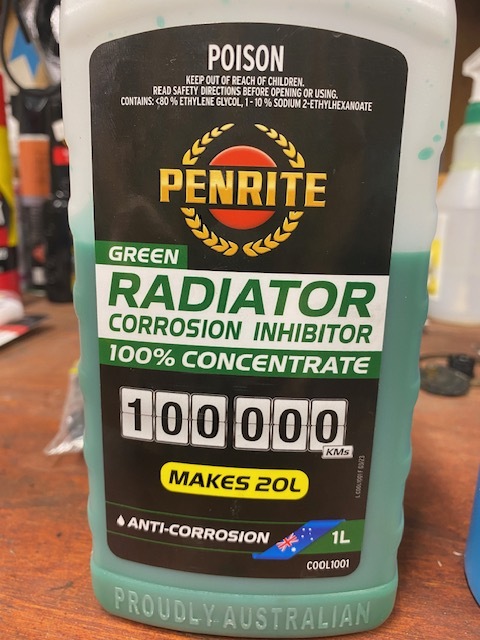 POISON
KEEP OUT OF REACH OF CHILDREN.
READ SAFETY DIRECTIONS BEFORE OPENING OR USING.
CONTAINS: <80 % ETHYLENE GLYCOL, 1 - 10 % SODIUM 2-ETHYLHEXANOATE
PENRITE
GREEN
RADIATOR
CORROSION INHIBITOR
100% CONCENTRATE
100 000
KMs
MAKES 20L
ANTI-CORROSION
1L
COOL1001
PROUDLY AUSTRALIAN